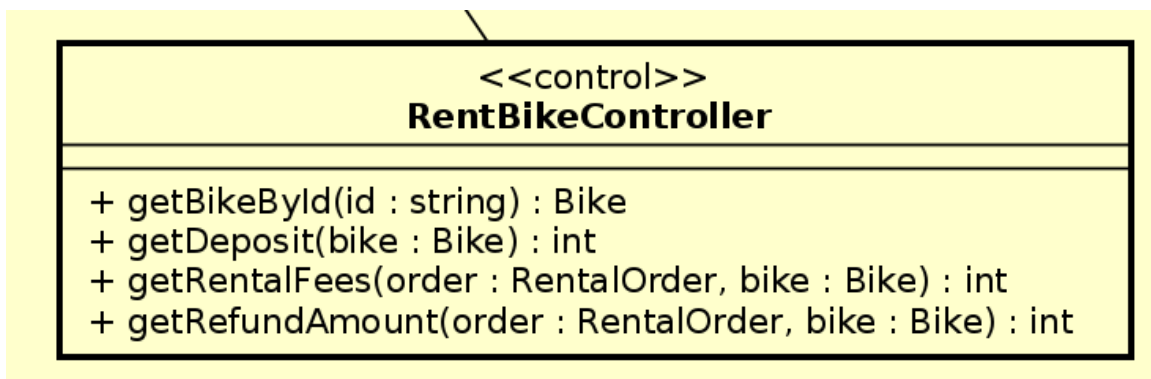 <<control>>
RentBikeController
+ getBikeById(id : string) : Bike
+ getDeposit(bike : Bike) : int
+ getRentalFees(order : RentalOrder, bike : Bike) : int
+ getRefundAmount(order : RentalOrder, bike : Bike) : int